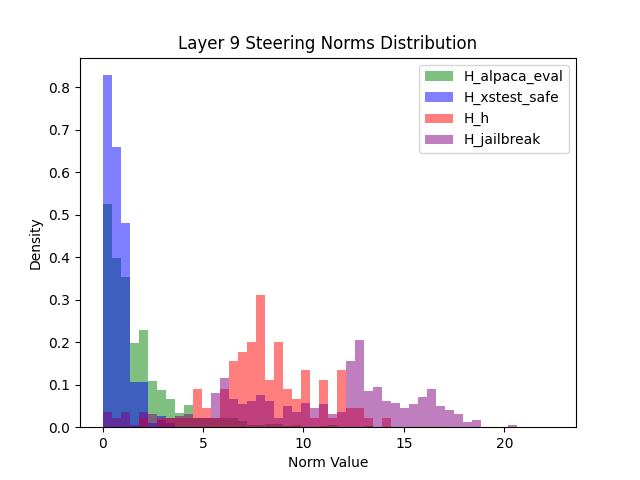 Layer 9 Steering Norms Distribution
H_alpaca_eval
H_xstest_safe
H_h
H_jailbreak
Density
0.8
0.7
0.6
0.5
0.4
0.3
0.2
0.1
0.0
0
5
10
15
20
Norm Value